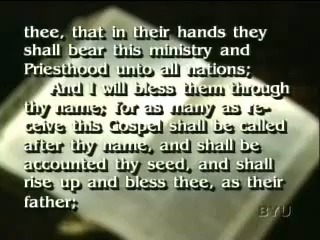 thee, that in their hands they
shall bear this ministry and
Priesthood unto all nations;
And I will bless them through
thy name; for as many as re-
ceive this Gospel shall be called
after thy name, and shall be
accounted thy seed, and shall
rise up and bless thee, as their
father;
BYU